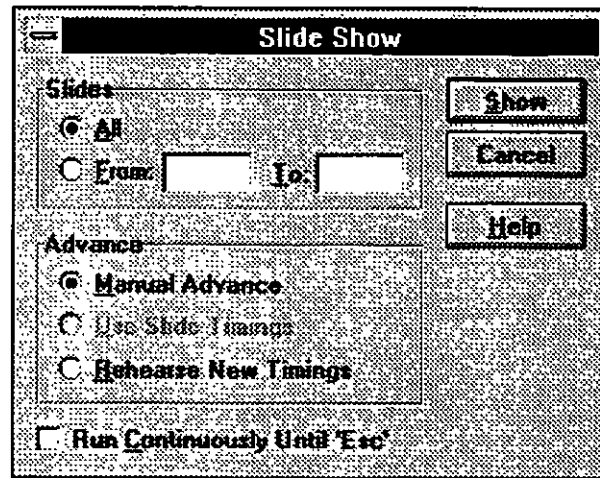 Slide Show
Slides
All
From: To:
Show
Cancel
Help
Advance
Manual Advance
Use Slide Timings
Rehearse New Timings
Run Continuously Until 'Esc'